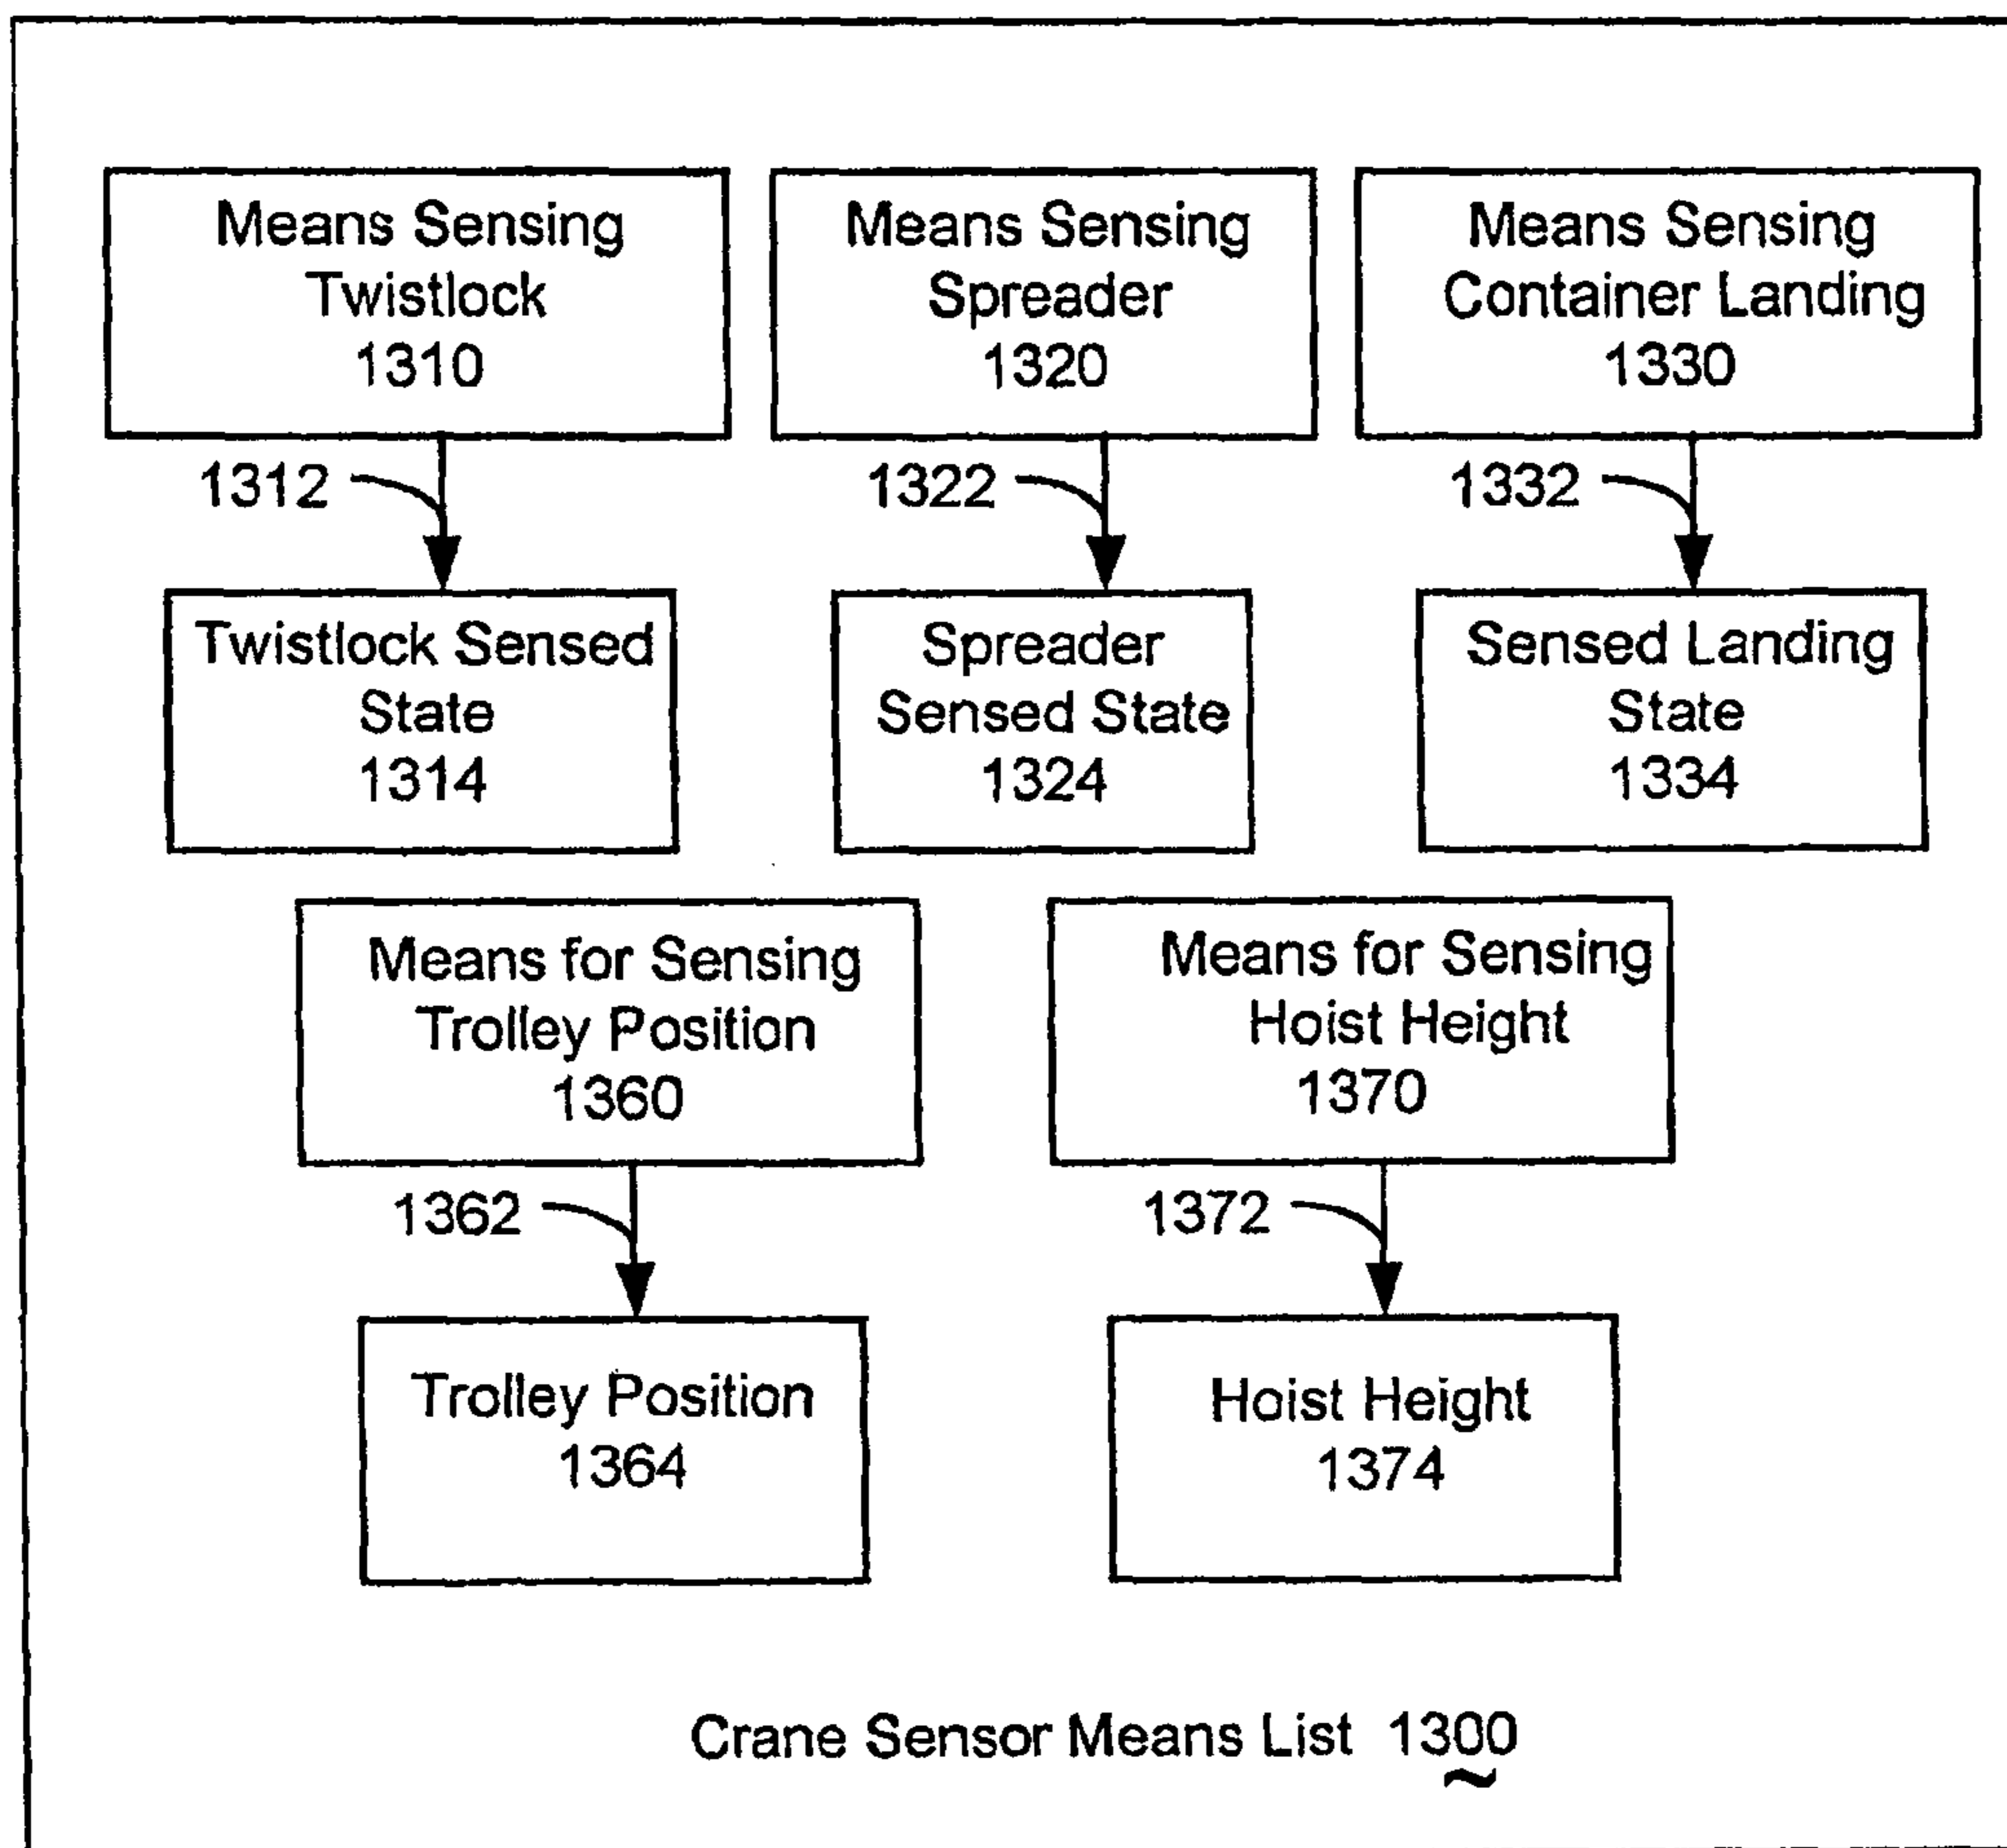 Means Sensing
Twistlock
1310
Means Sensing
Spreader
1320
Means Sensing
Container Landing
1330
1312
1322
1332
Twistlock Sensed
State
1314
Spreader
Sensed State
1324
Sensed Landing
State
1334
Means for Sensing
Trolley Position
1360
Means for Sensing
Hoist Height
1370
1362
1372
Trolley Position
1364
Hoist Height
1374
Crane Sensor Means List 1300